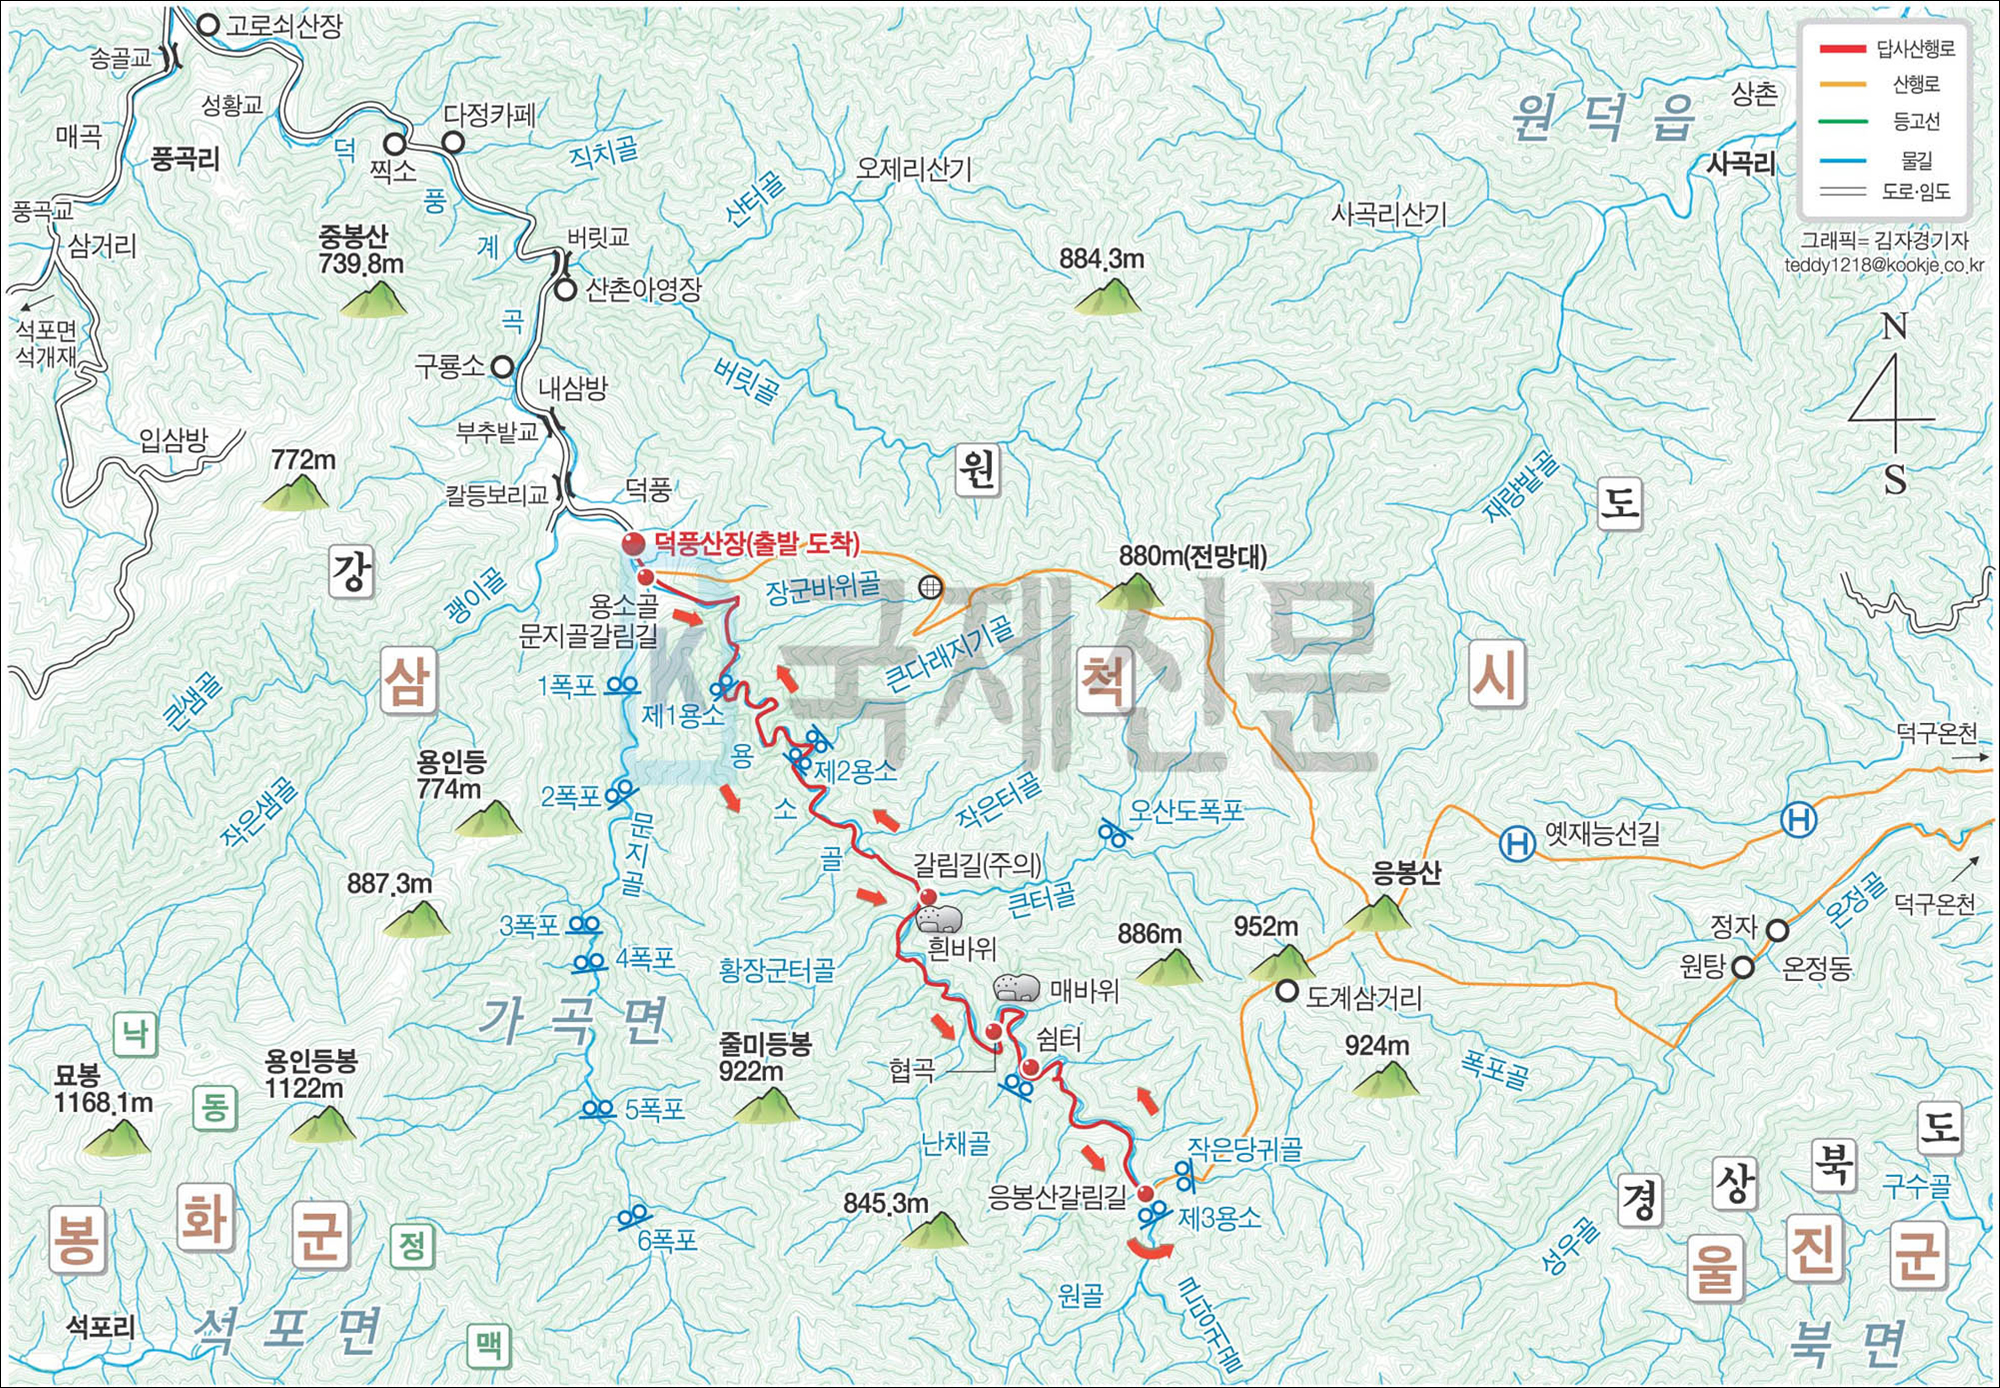 고로쇠산장
송골교
성황교
매곡
풍곡리
다정카페
찍소
덕
풍
계
곡
직치골
산터골
오제리산기
사곡리산기
원덕읍
상촌
사곡리
답사산행로
산행로
등고선
물길
도로·임도
그래픽= 김자경기자
teddy1218@kookje.co.kr
N
S
풍곡교
삼거리
석포면
석개재
중봉산
739.8m
버릿교
산촌야영장
884.3m
구룡소
내삼방
버릿골
부추밭교
입삼방
772m
칼등보리교
덕풍
원
도
재량밭골
강
덕풍산장(출발 도착)
장군바위골
880m(전망대)
괭이골
용소골
문지골갈림길
국제신문
K
큰다래지기골
삼
척
시
1폭포
제1용소
큰샘골
용
소
골
제2용소
용인등
774m
2폭포
작은샘골
문지골
작은터골
오산도폭포
덕구온천
옛재능선길
H
H
갈림길(주의)
큰터골
응봉산
887.3m
3폭포
4폭포
흰바위
황장군터골
886m
952m
정자
온정골
덕구온천
원탕
온정동
매바위
도계삼거리
가곡면
쉼터
협곡
줄미등봉
922m
924m
폭포골
낙
동
정
맥
묘봉
1168.1m
용인등봉
1122m
5폭포
난채골
작은당귀골
응봉산갈림길
제3용소
845.3m
6폭포
원골
큰당귀골
성우골
구수골
경
상
북
도
봉
화
군
울
진
군
석포리
석포면
북면